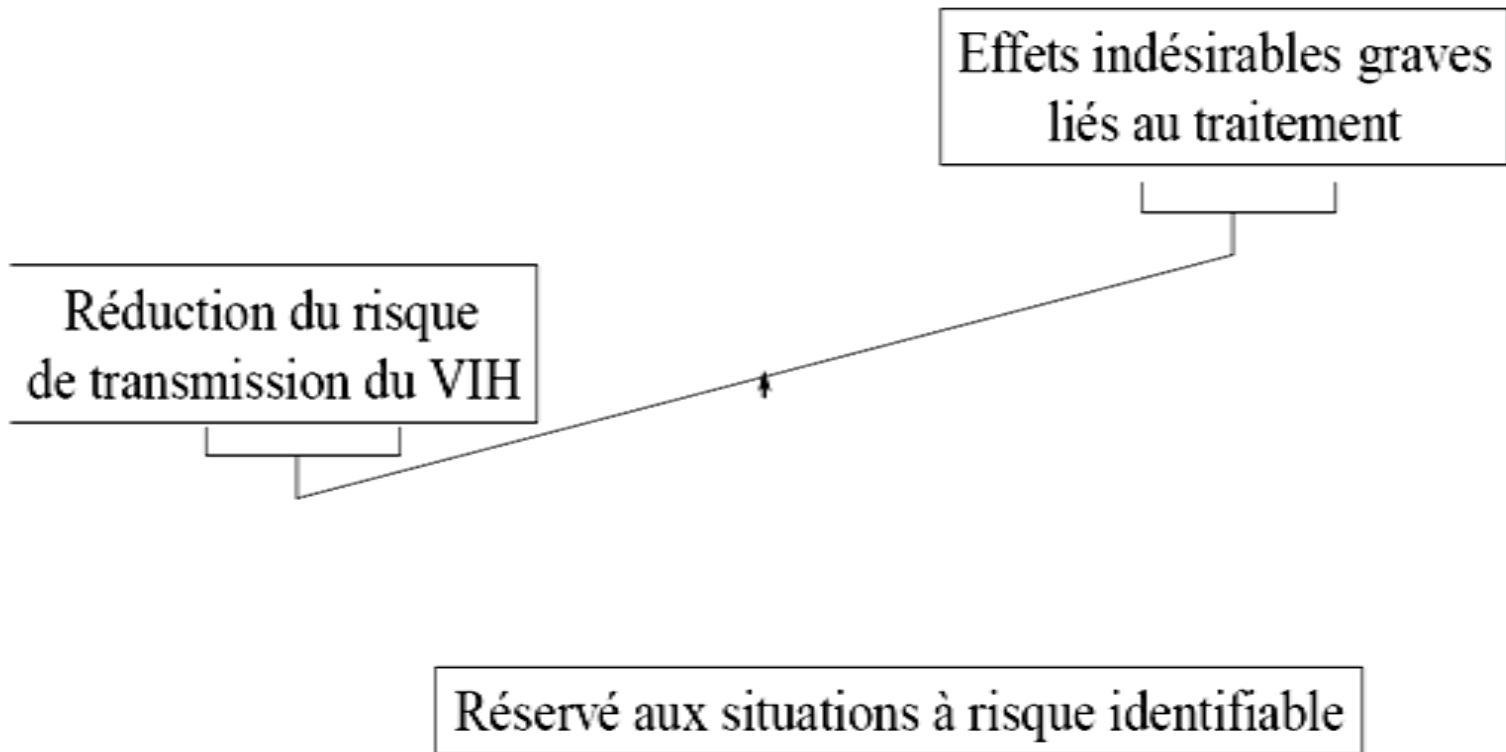 Effets indésirables graves
liés au traitement
Réduction du risque
de transmission du VIH
Réservé aux situations à risque identifiable